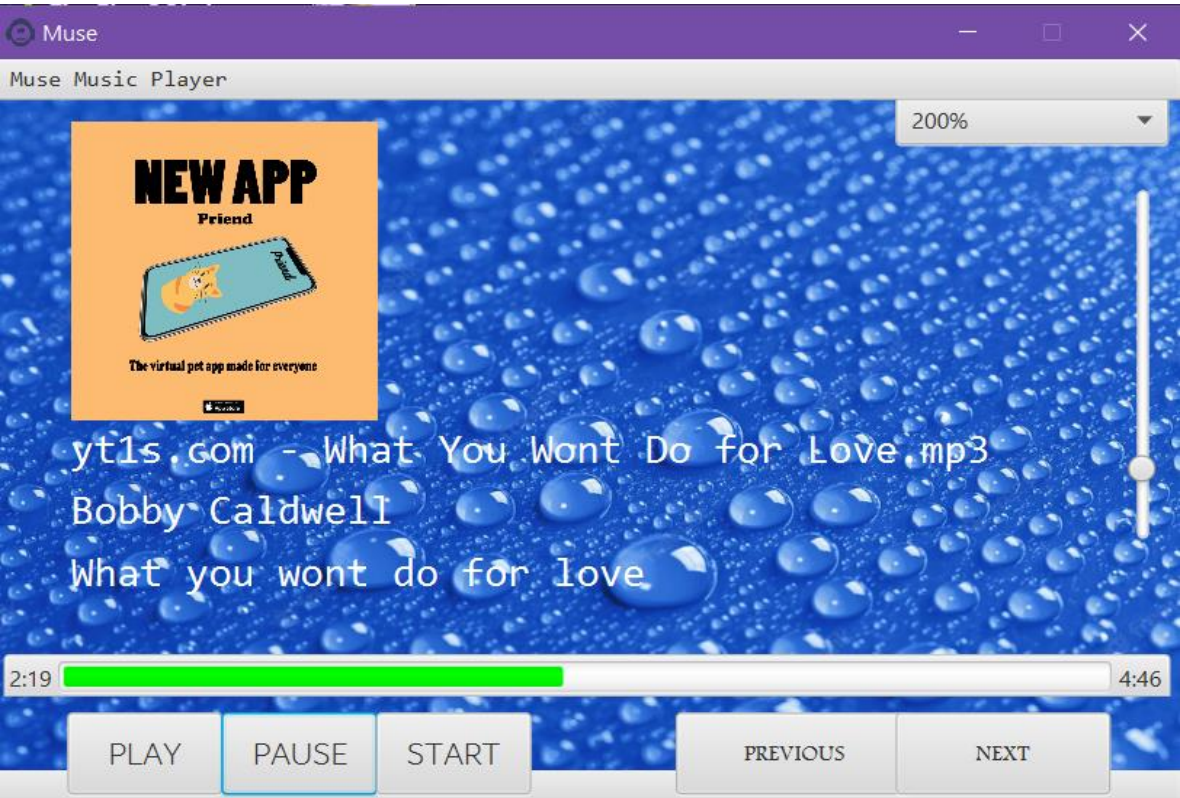 Muse
Muse Music Player
200%
NEW APP
Priend
Priend
The virtual pet app made for everyone
yt1s.com - What You Wont Do for Love.mp3
Bobby Caldwell
What you wont do for love
2:19 4:46
PLAY PAUSE START PREVIOUS NEXT